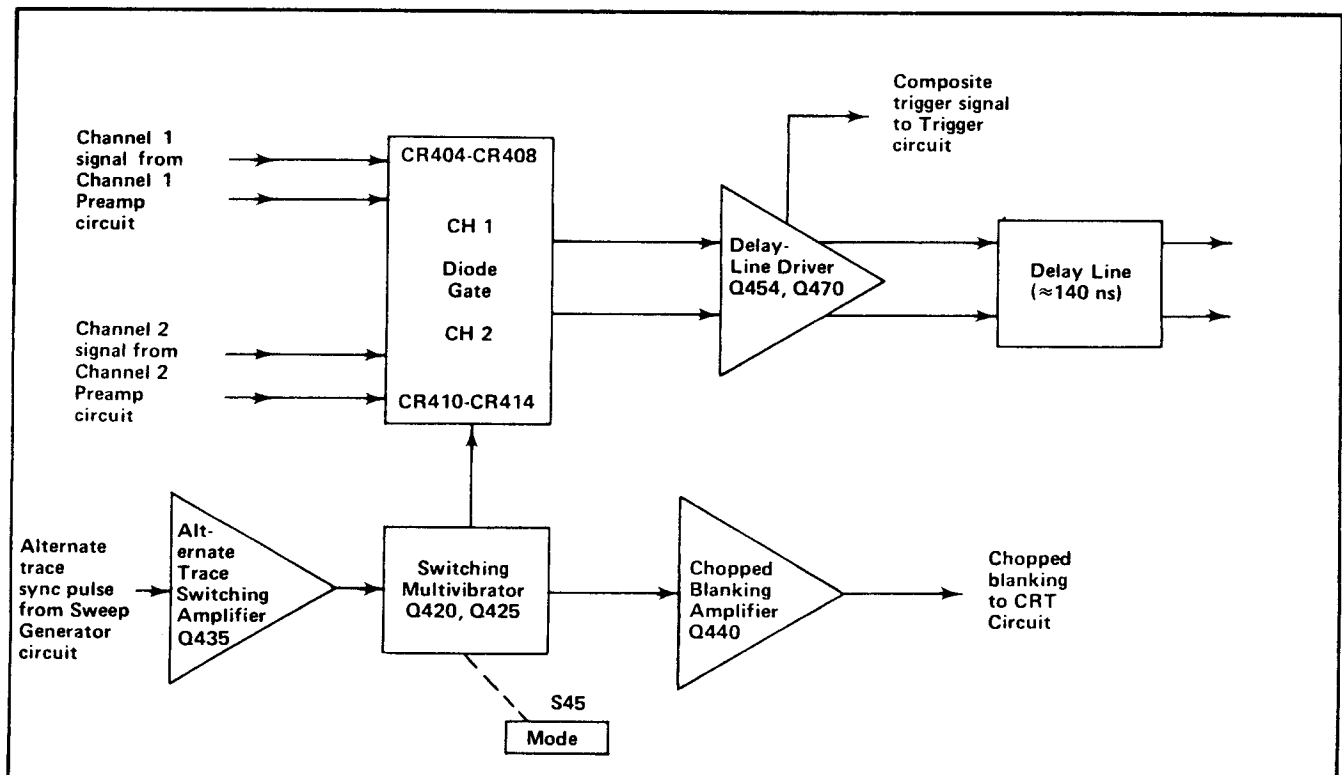 Composite
trigger signal
to Trigger
circuit
Channel 1
signal from
Channel 1
Preamp
circuit
CR404-CR408
CH 1
Diode
Gate
CH 2
CR410-CR414
Delay-
Line Driver
Q454, Q470
Delay Line
(≈140 ns)
Channel 2
signal from
Channel 2
Preamp
circuit
Alternate
trace
sync pulse
from Sweep
Generator
circuit
Alt-
ernate
Trace
Switching
Amplifier
Q435
Switching
Multivibrator
Q420, Q425
Chopped
Blanking
Amplifier
Q440
Chopped
blanking
to CRT
Circuit
S45
Mode